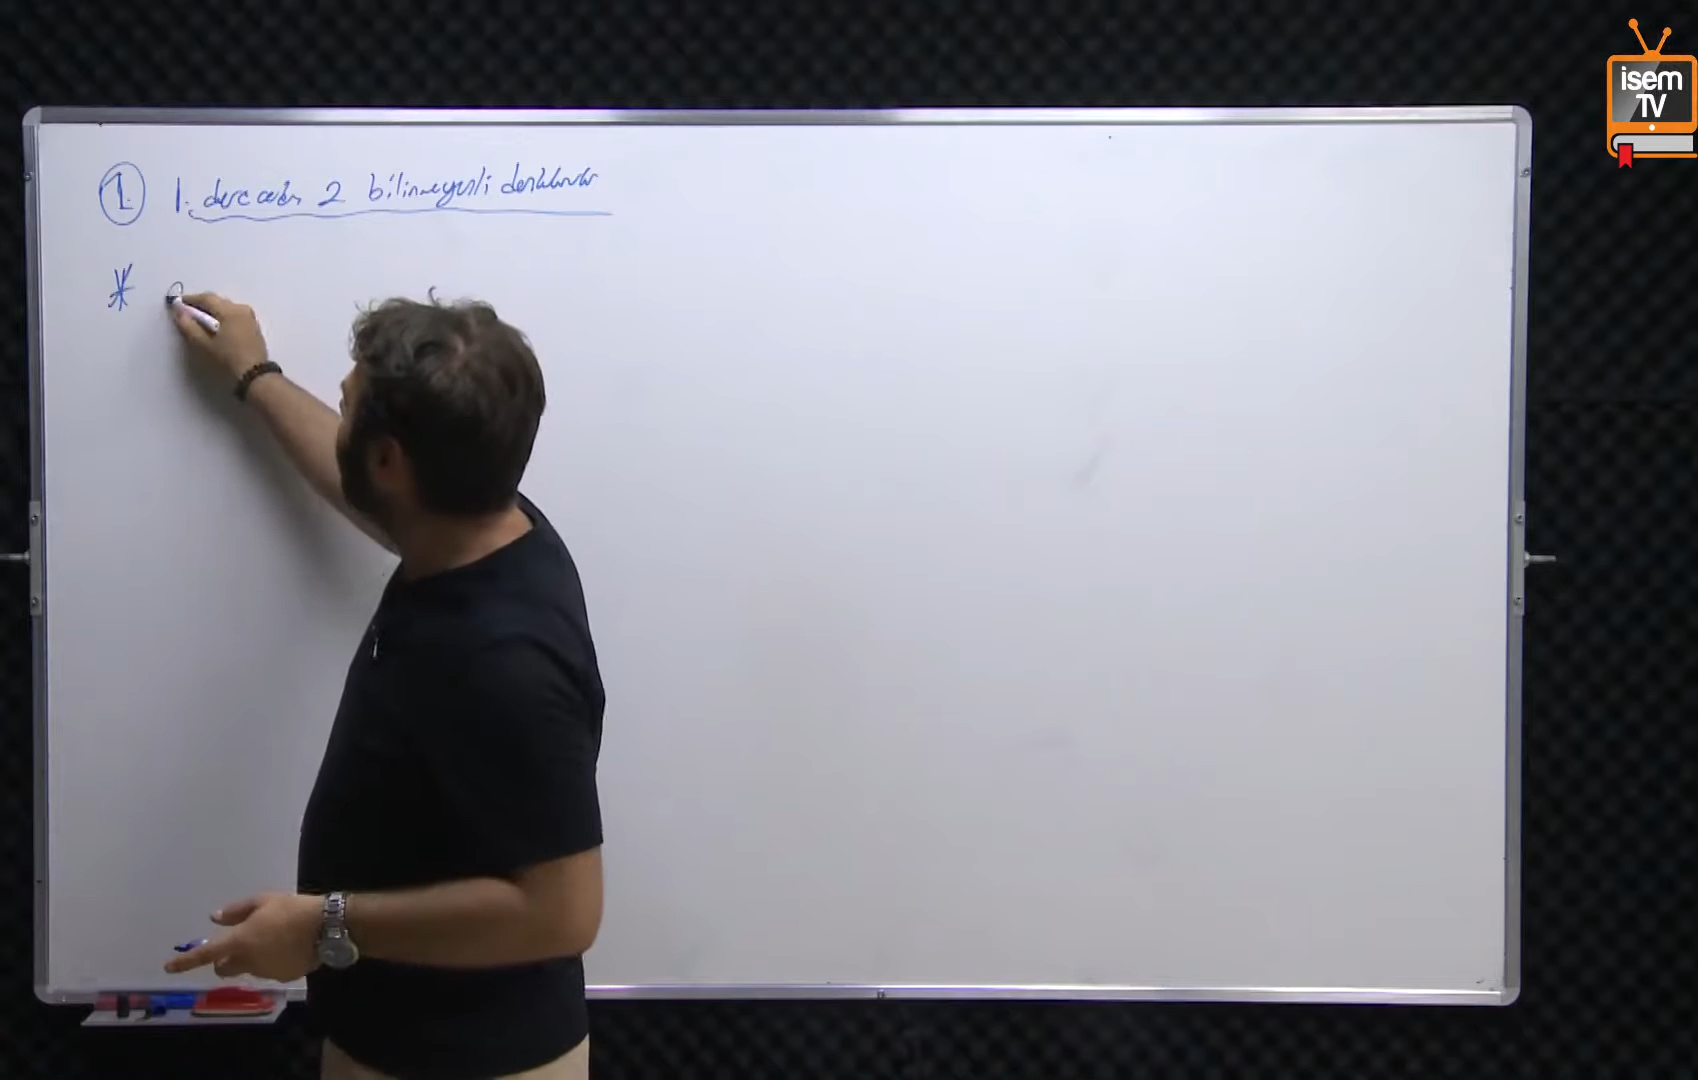 1. 1. dereceden 2 bilinmeyenli denklemler
*
isem
TV